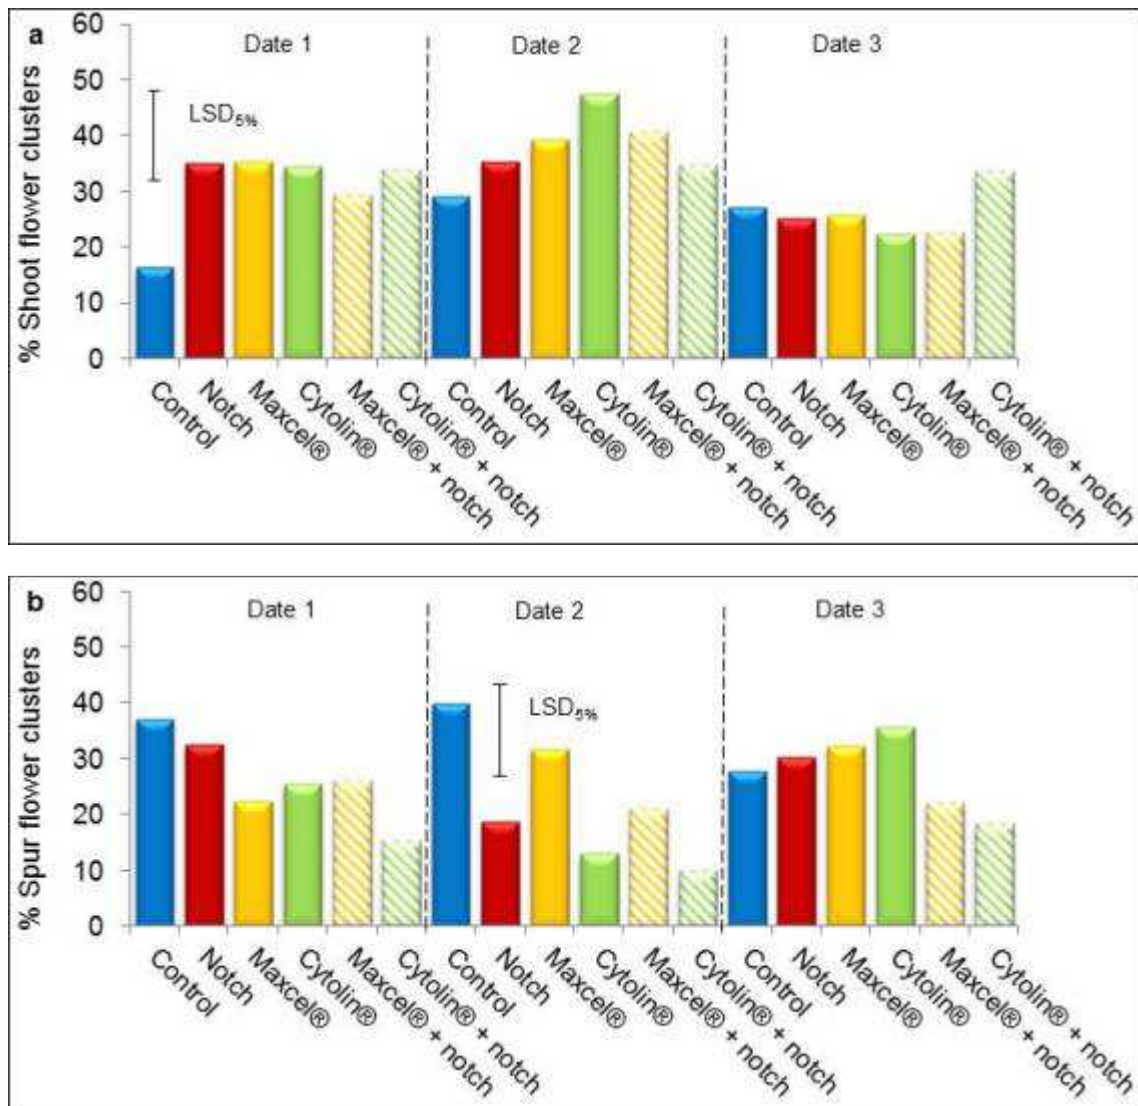 a
% Shoot flower clusters
60
50
40
30
20
10
0
Date 1
Date 2
Date 3
LSD5%
Control
Notch
Maxcel®
Cytolin®
Maxcel® + notch
Cytolin® + notch
Control
Notch
Maxcel®
Cytolin®
Maxcel® + notch
Cytolin® + notch
Control
Notch
Maxcel®
Cytolin®
Maxcel® + notch
Cytolin® + notch
b
% Spur flower clusters
60
50
40
30
20
10
0
Date 1
Date 2
Date 3
LSD5%
Control
Notch
Maxcel®
Cytolin®
Maxcel® + notch
Cytolin® + notch
Control
Notch
Maxcel®
Cytolin®
Maxcel® + notch
Cytolin® + notch
Control
Notch
Maxcel®
Cytolin®
Maxcel® + notch
Cytolin® + notch